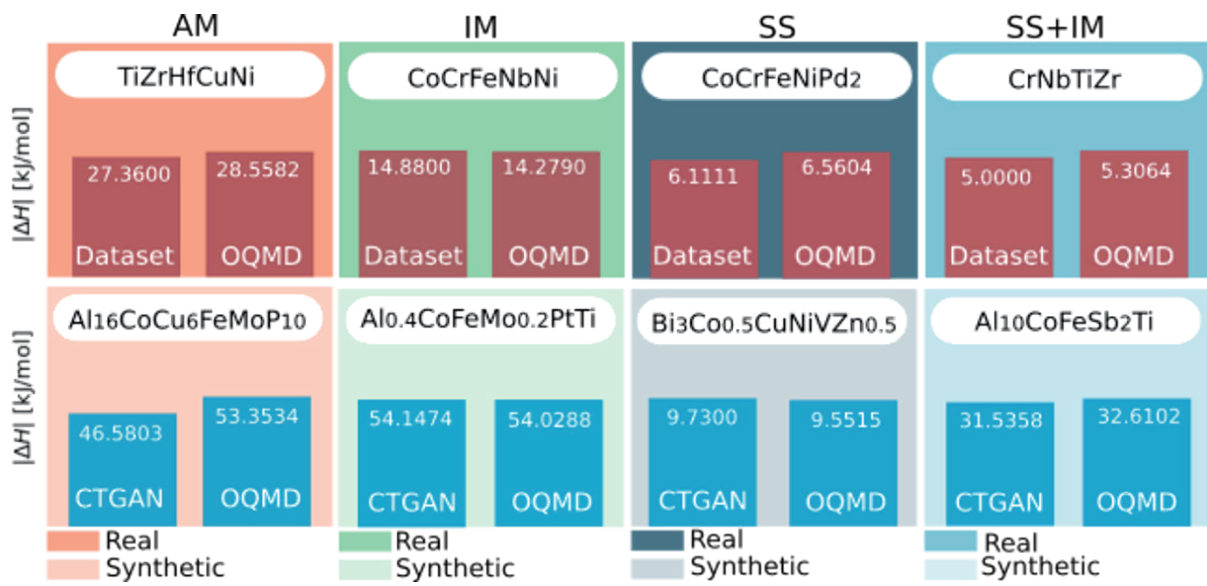 AM IM SS SS+IM
TiZrHfCuNi CoCrFeNbNi CoCrFeNiPd2 CrNbTiZr
|ΔH| [kJ/mol]
27.3600 28.5582 14.8800 14.2790 6.1111 6.5604 5.0000 5.3064
Dataset OQMD Dataset OQMD Dataset OQMD Dataset OQMD
Al16CoCu6FeMoP10 Al0.4CoFeMo0.2PtTi Bi3Co0.5CuNiVZn0.5 Al10CoFeSb2Ti
|ΔH| [kJ/mol]
46.5803 53.3534 54.1474 54.0288 9.7300 9.5515 31.5358 32.6102
CTGAN OQMD CTGAN OQMD CTGAN OQMD CTGAN OQMD
Real Real Real Real
Synthetic Synthetic Synthetic Synthetic